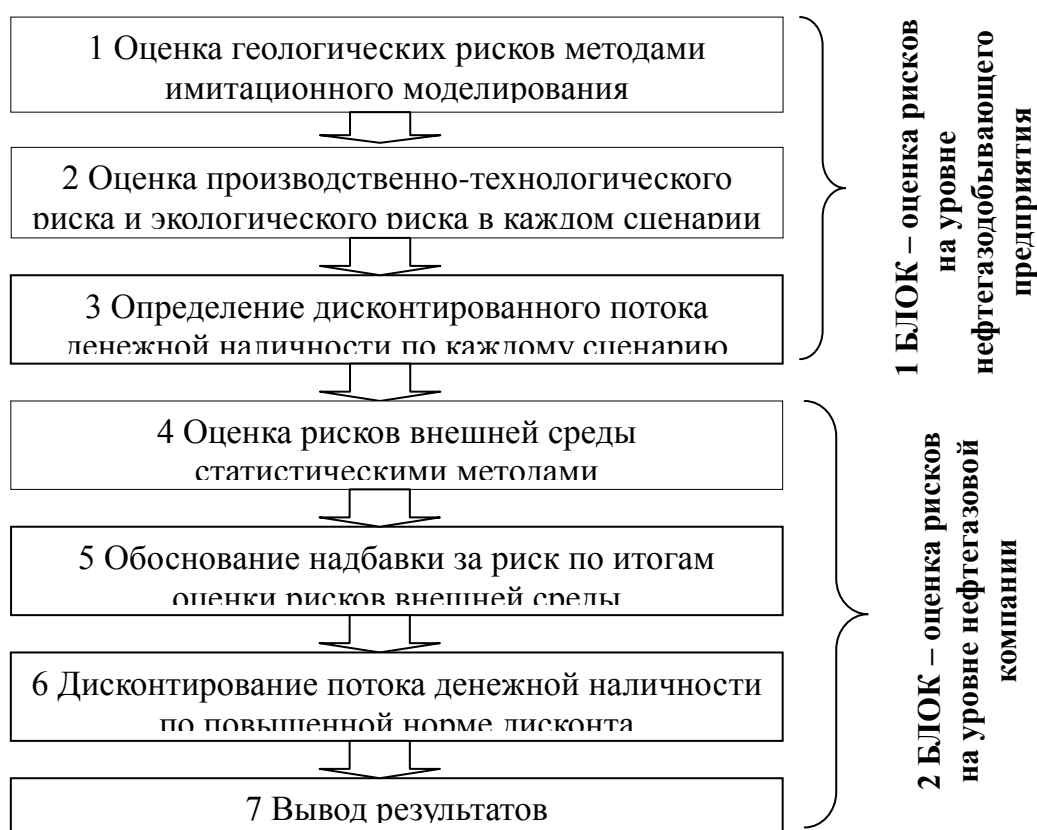 1 Оценка геологических рисков методами
имитационного моделирования
2 Оценка производственно-технологического
риска и экологического риска в каждом сценарии
3 Определение дисконтированного потока
денежной наличности по каждому сценарию
1 БЛОК – оценка рисков
на уровне
нефтегазодобывающего
предприятия
4 Оценка рисков внешней среды
статистическими методами
5 Обоснование надбавки за риск по итогам
оценки рисков внешней среды
6 Дисконтирование потока денежной наличности
по повышенной норме дисконта
7 Вывод результатов
2 БЛОК – оценка рисков
на уровне нефтегазовой
компании